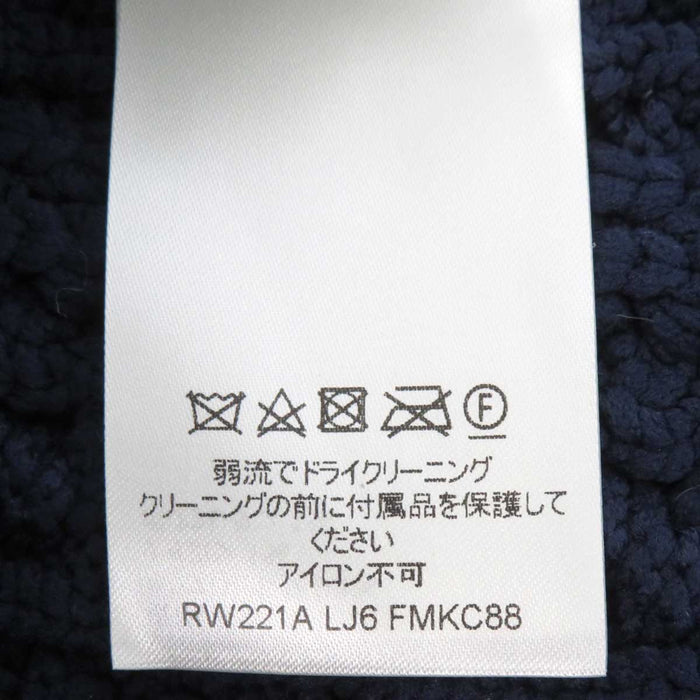 F
弱流でドライクリーニング
クリーニングの前に付属品を保護して
ください
アイロン不可
RW221A LJ6 FMKC88